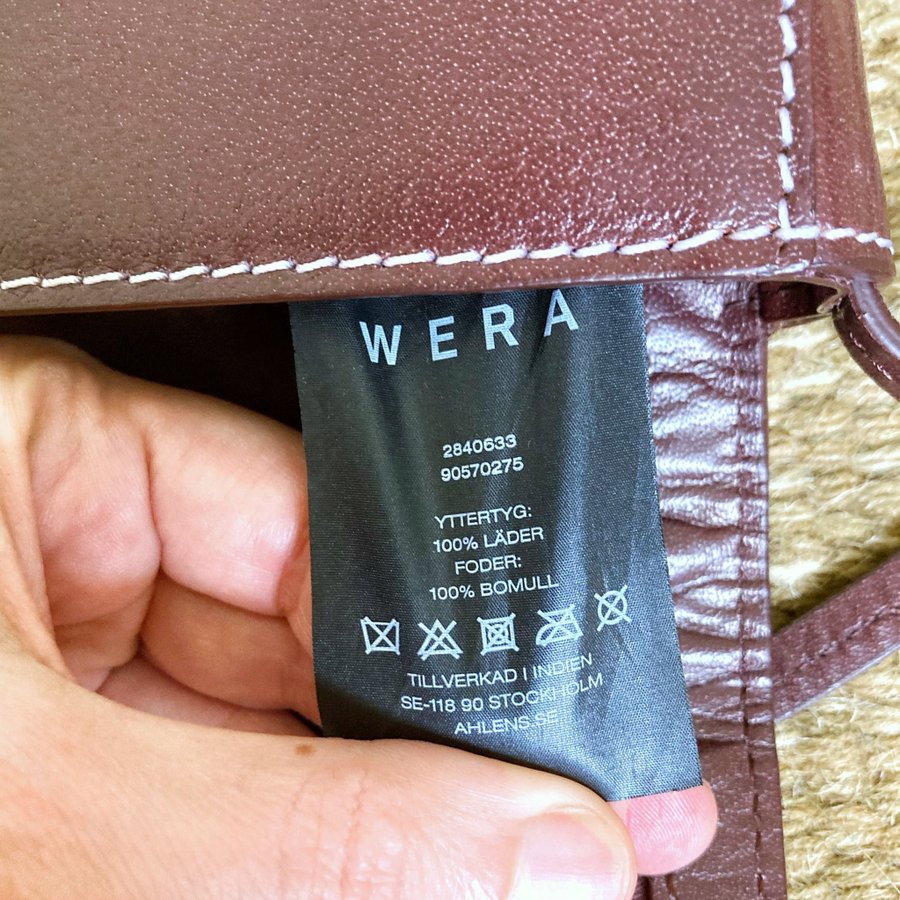 WERA
2840633
90570275
YTTERTYG:
100% LÄDER
FODER:
100% BOMULL
TILLVERKAD I INDIEN
SE-118 90 STOCKHOLM
AHLENS.SE